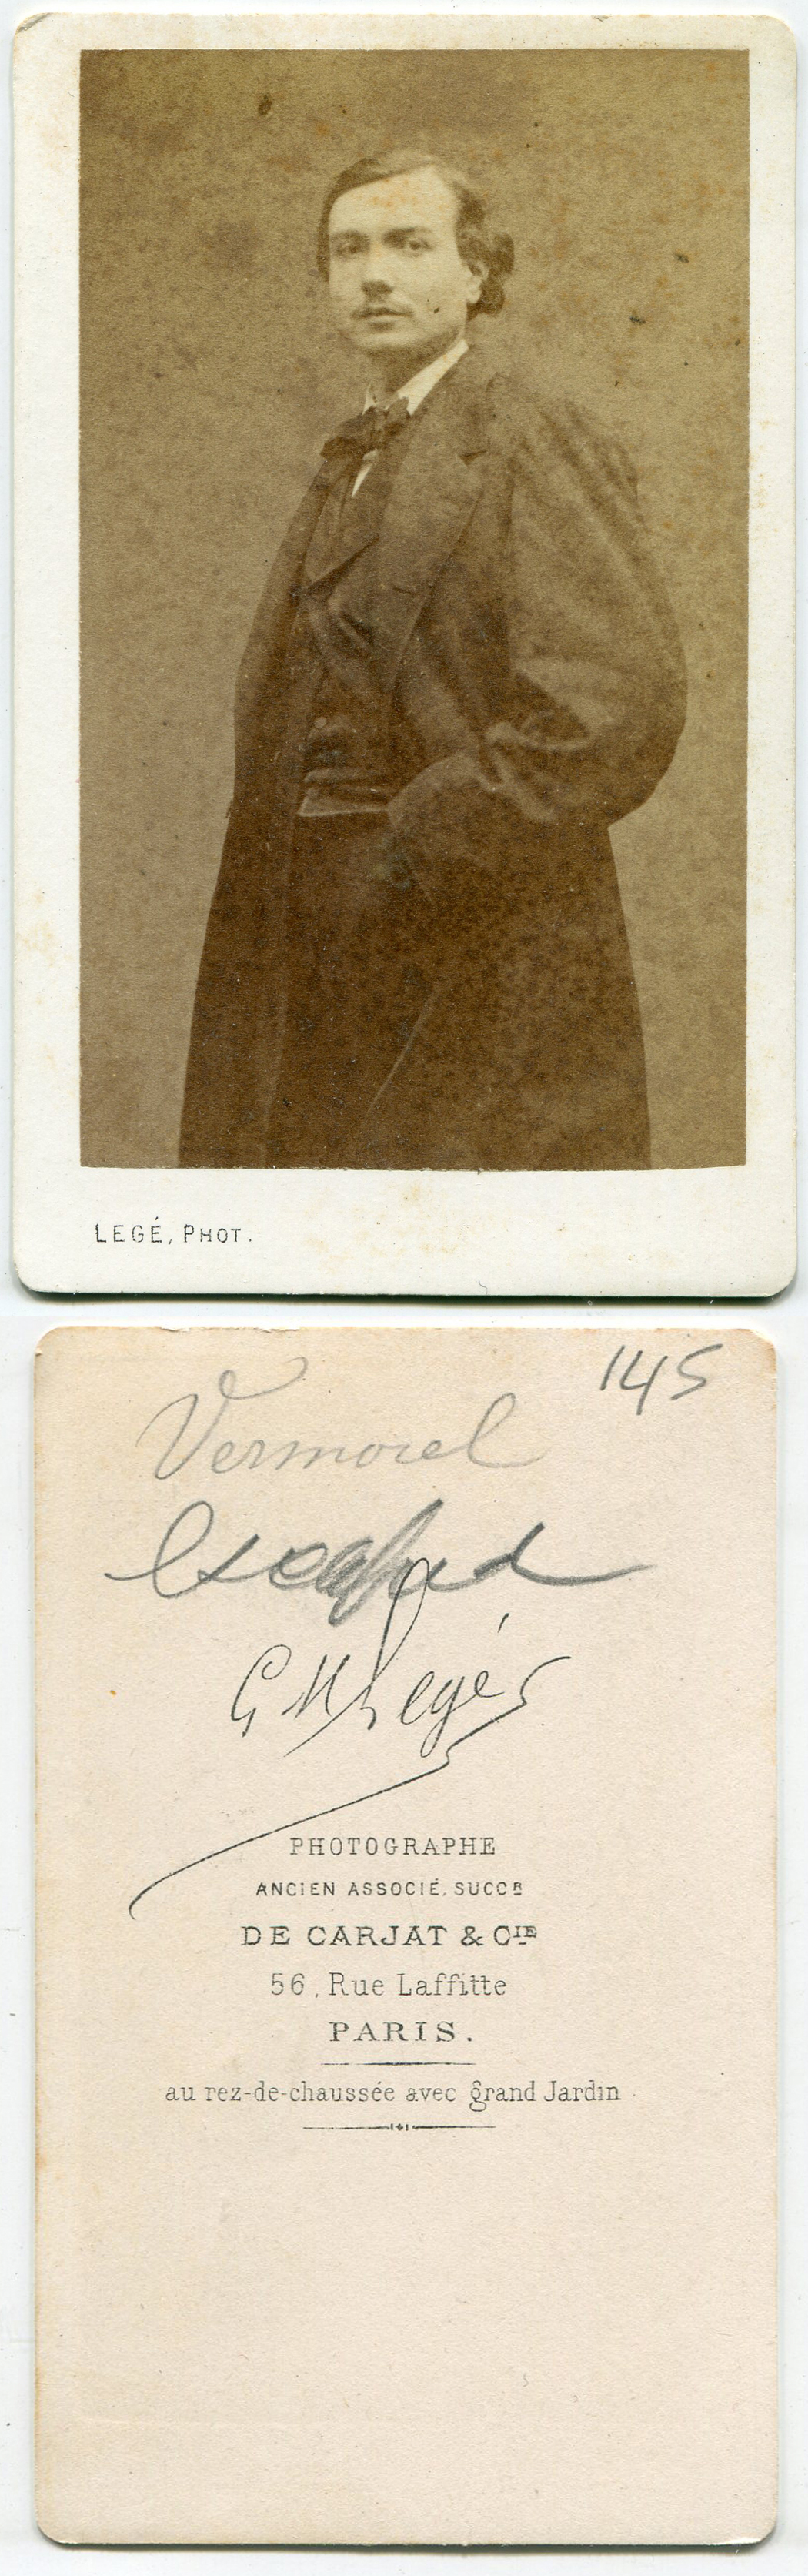 LEGÉ, PHOT.
145
Vermorel
G M Legé
PHOTOGRAPHE
ANCIEN ASSOCIÉ, SUCCR
DE CARJAT & CIE
56, Rue Laffitte
PARIS.
au rez-de-chaussée avec grand Jardin